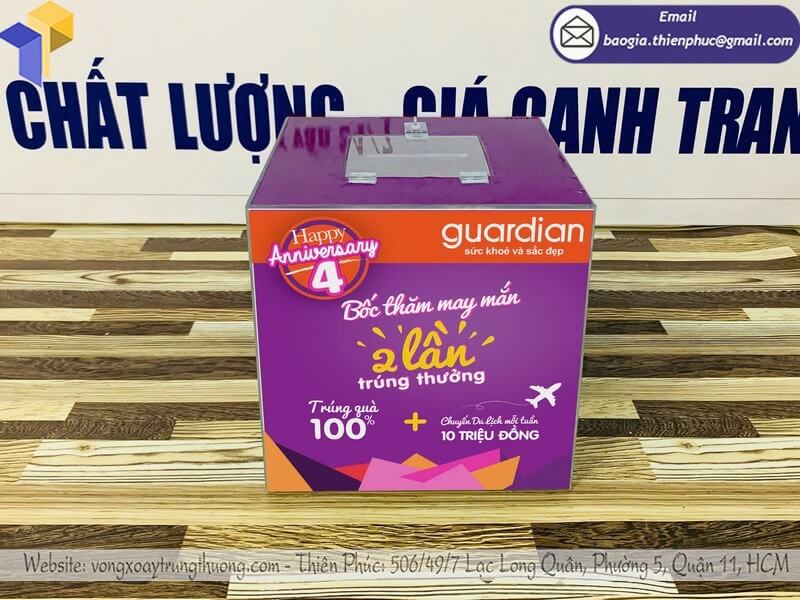 Email
baogia.thienphuc@gmail.com
CHẤT LƯỢNG GIÁ CẠNH TRAN
Happy
Anniversary
4
guardian
sức khoẻ và sắc đẹp
Bốc thăm may mắn
2 lần
trúng thưởng
Trúng quà
100%
+
Chuyến Du Lịch mỗi tuần
10 TRIỆU ĐỒNG
Website: vongxoaytrungthuong.com - Thiên Phúc: 506/49/7 Lạc Long Quân, Phường 5, Quận 11, HCM